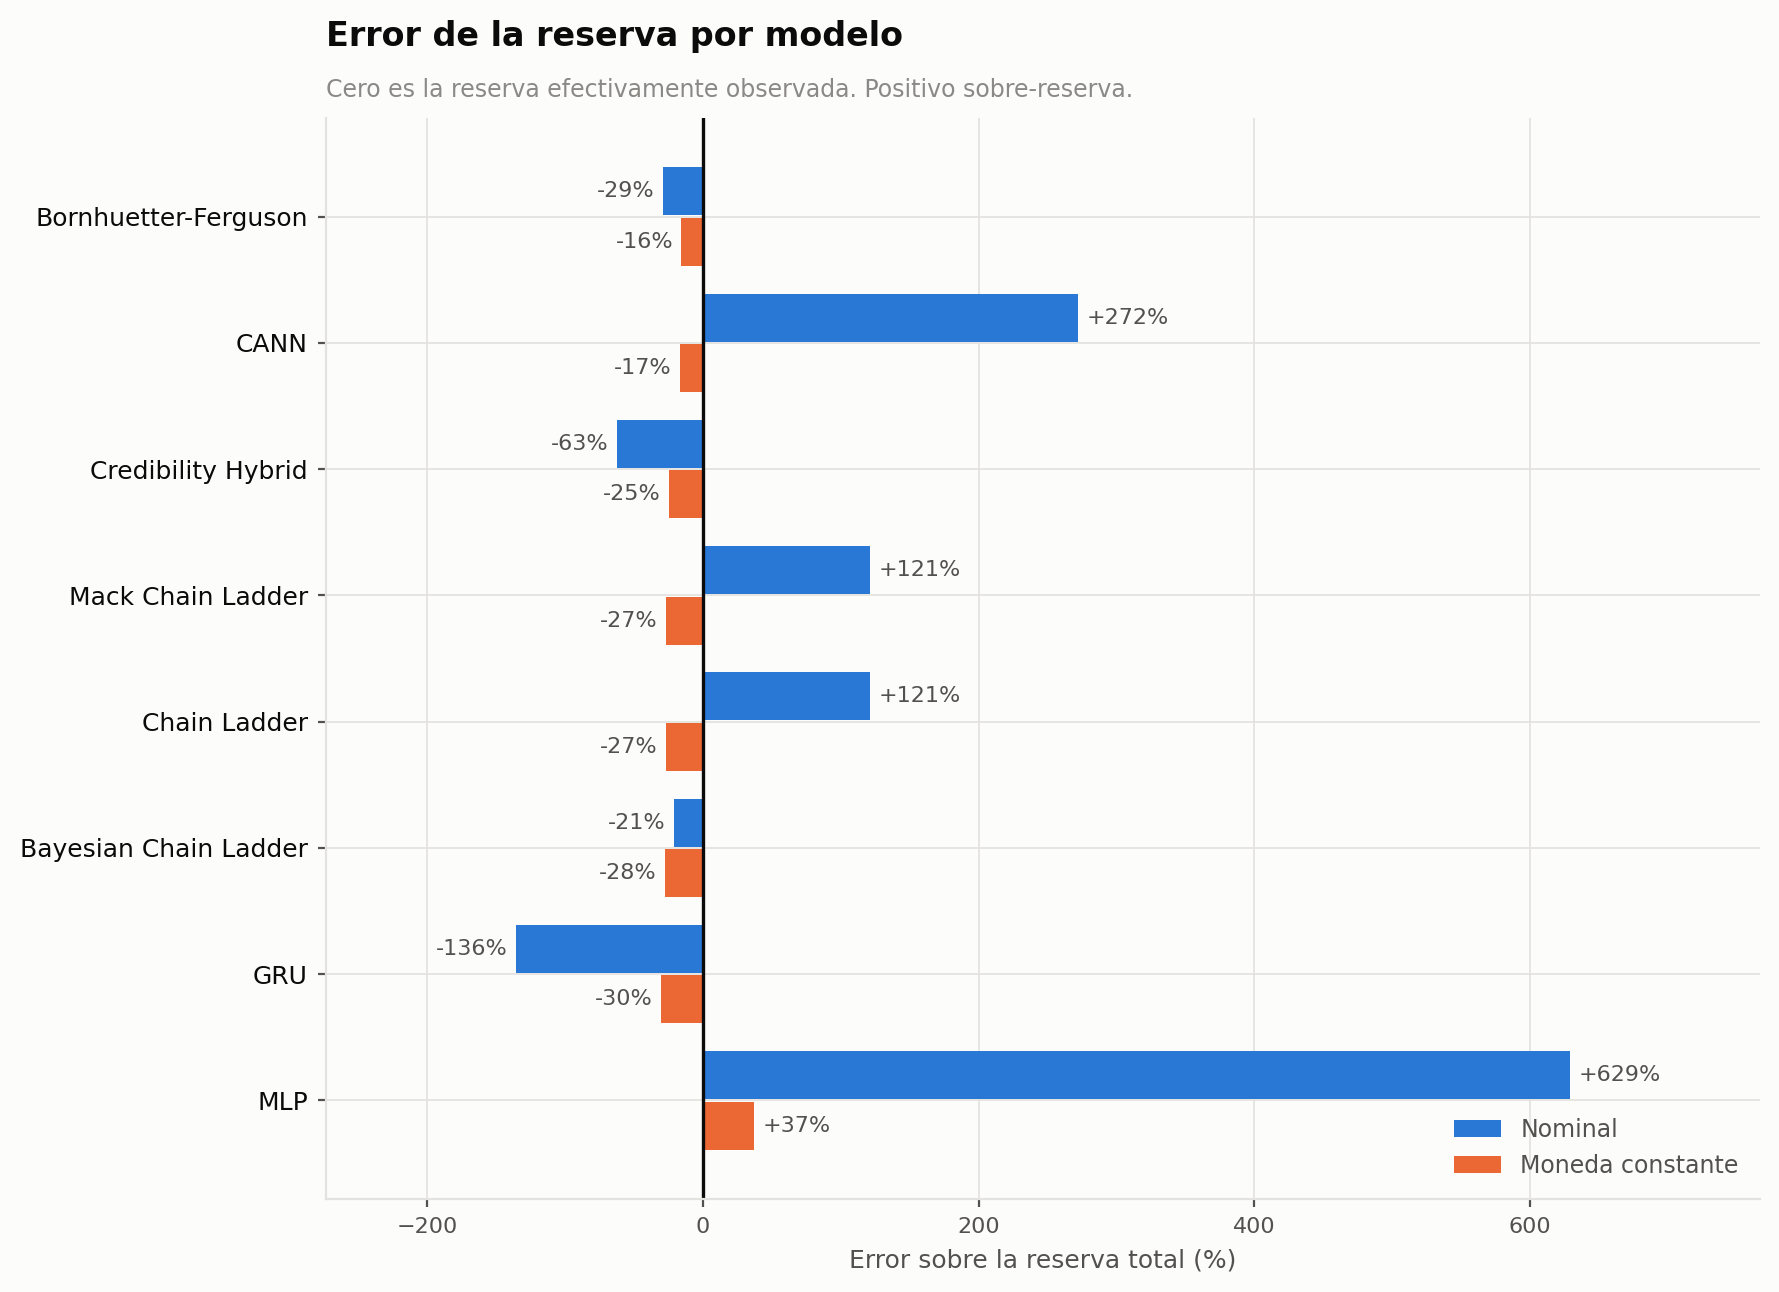 Error de la reserva por modelo
Cero es la reserva efectivamente observada. Positivo sobre-reserva.
Bornhuetter-Ferguson
-29%
-16%
CANN
+272%
-17%
Credibility Hybrid
-63%
-25%
Mack Chain Ladder
+121%
-27%
Chain Ladder
+121%
-27%
Bayesian Chain Ladder
-21%
-28%
GRU
-136%
-30%
MLP
+629%
+37%
Nominal
Moneda constante
−200 0 200 400 600
Error sobre la reserva total (%)